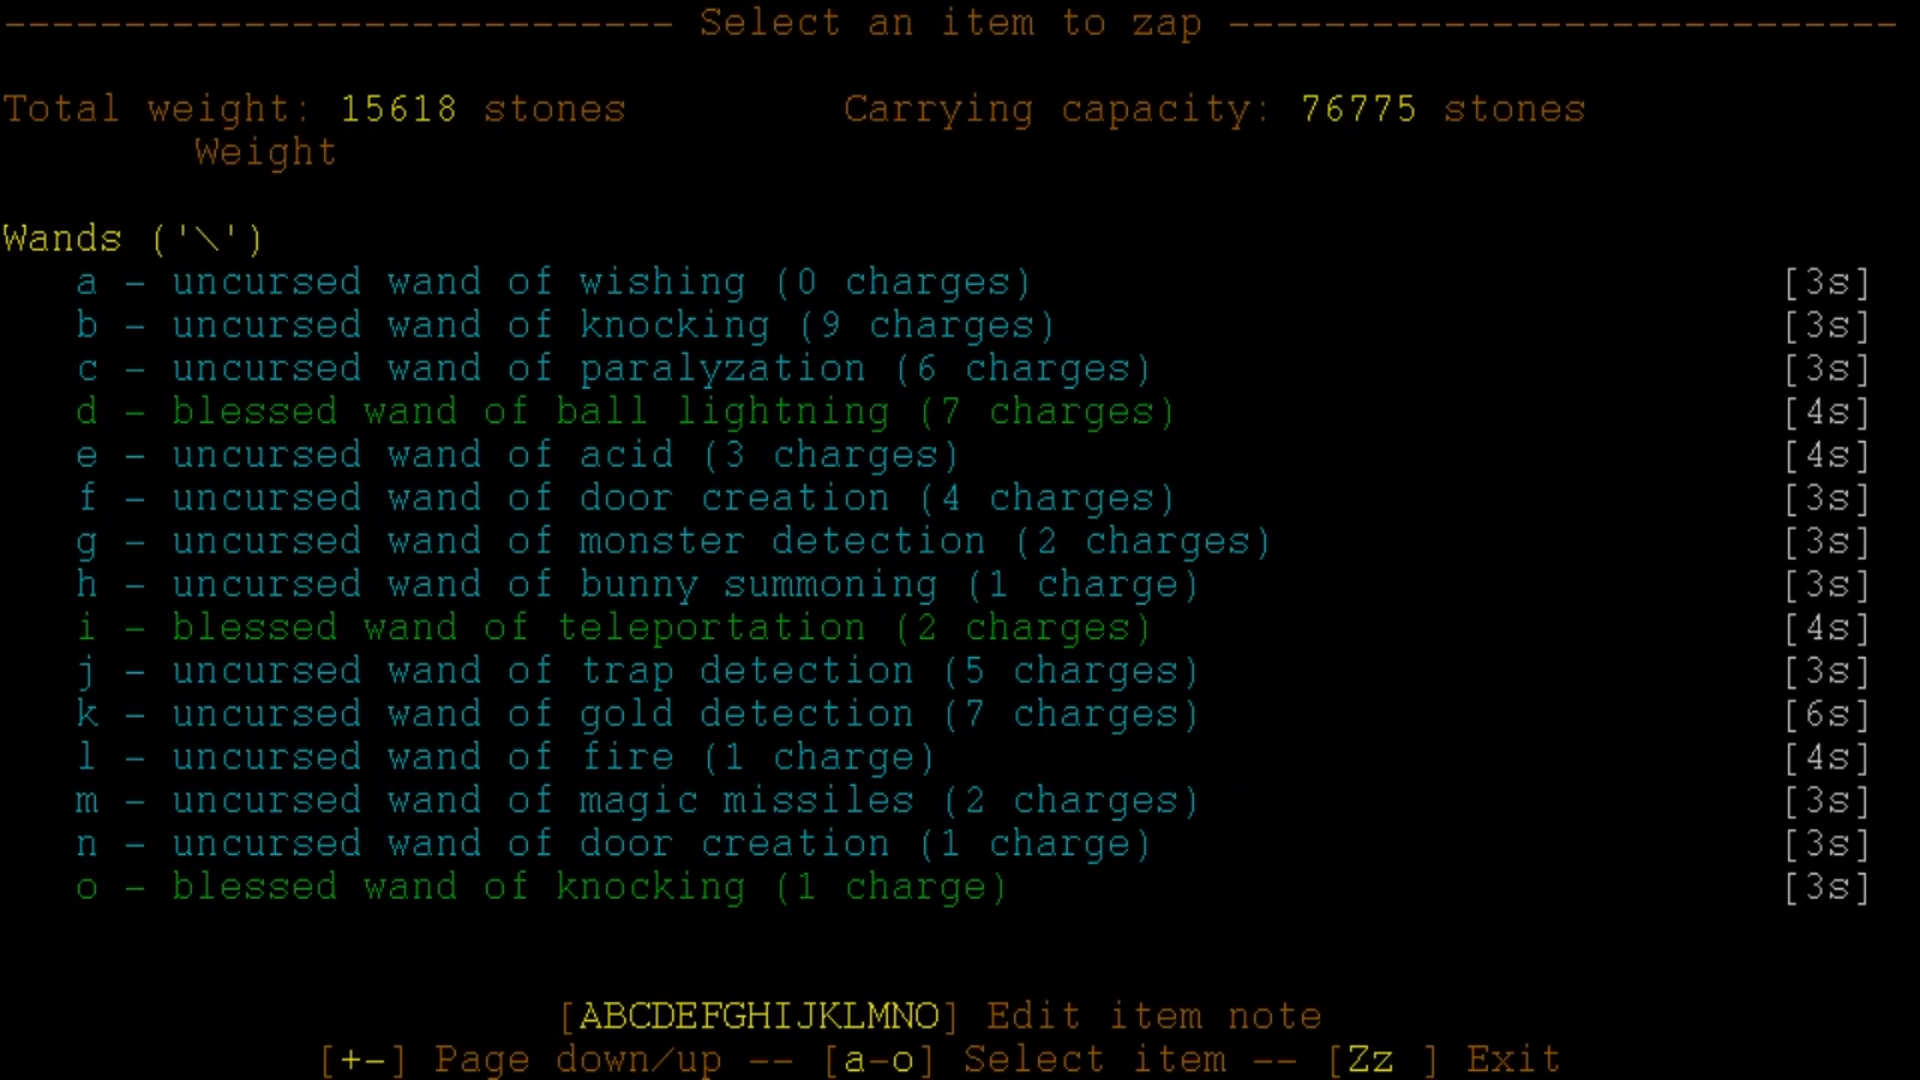 ---------------------------- Select an item to zap ----------------------------
Total weight: 15618 stones Carrying capacity: 76775 stones
Weight
Wands ('\')
a - uncursed wand of wishing (0 charges) [3s]
b - uncursed wand of knocking (9 charges) [3s]
c - uncursed wand of paralyzation (6 charges) [3s]
d - blessed wand of ball lightning (7 charges) [4s]
e - uncursed wand of acid (3 charges) [4s]
f - uncursed wand of door creation (4 charges) [3s]
g - uncursed wand of monster detection (2 charges) [3s]
h - uncursed wand of bunny summoning (1 charge) [3s]
i - blessed wand of teleportation (2 charges) [4s]
j - uncursed wand of trap detection (5 charges) [3s]
k - uncursed wand of gold detection (7 charges) [6s]
l - uncursed wand of fire (1 charge) [4s]
m - uncursed wand of magic missiles (2 charges) [3s]
n - uncursed wand of door creation (1 charge) [3s]
o - blessed wand of knocking (1 charge) [3s]
[ABCDEFGHIJKLMNO] Edit item note
[+-] Page down/up -- [a-o] Select item -- [Zz ] Exit